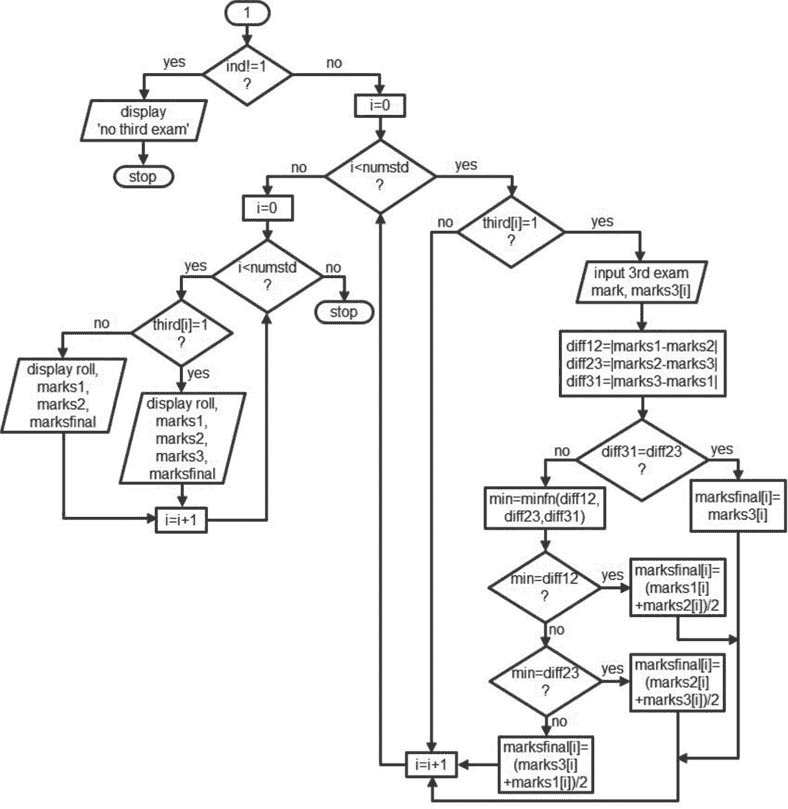 1
ind!=1
?
yes
no
display
'no third exam'
stop
i=0
i<numstd
?
no
yes
i=0
i<numstd
?
yes
no
stop
third[i]=1
?
no
yes
display roll,
marks1,
marks2,
marksfinal
display roll,
marks1,
marks2,
marks3,
marksfinal
i=i+1
third[i]=1
?
no
yes
input 3rd exam
mark, marks3[i]
diff12=|marks1-marks2|
diff23=|marks2-marks3|
diff31=|marks3-marks1|
diff31=diff23
?
no
yes
min=minfn(diff12,
diff23,diff31)
marksfinal[i]=
marks3[i]
min=diff12
?
yes
no
marksfinal[i]=
(marks1[i]
+marks2[i])/2
min=diff23
?
yes
no
marksfinal[i]=
(marks2[i]
+marks3[i])/2
marksfinal[i]=
(marks3[i]
+marks1[i])/2
i=i+1